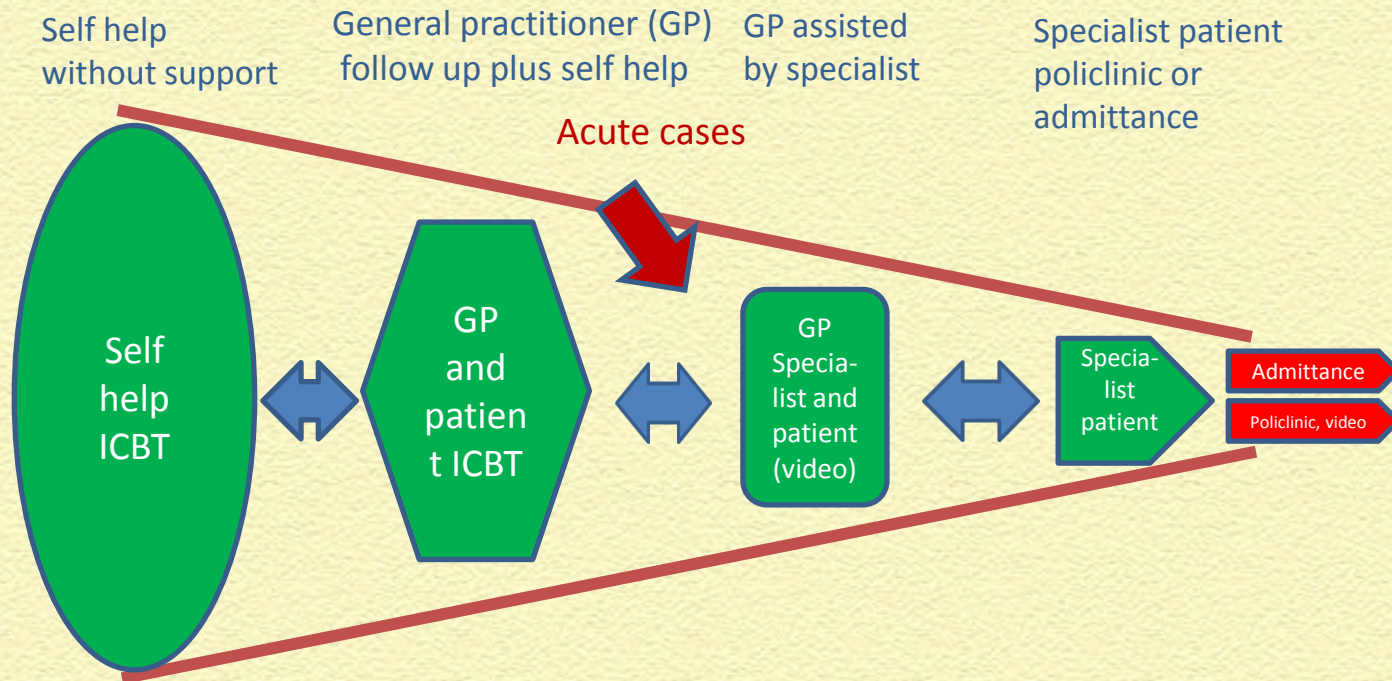 Self help
without support
General practitioner (GP)
follow up plus self help
GP assisted
by specialist
Specialist patient
policlinic or
admittance
Acute cases
Self
help
ICBT
GP
and
patien
t ICBT
GP
Specia-
list and
patient
(video)
Specia-
list
patient
Admittance
Policlinic, video